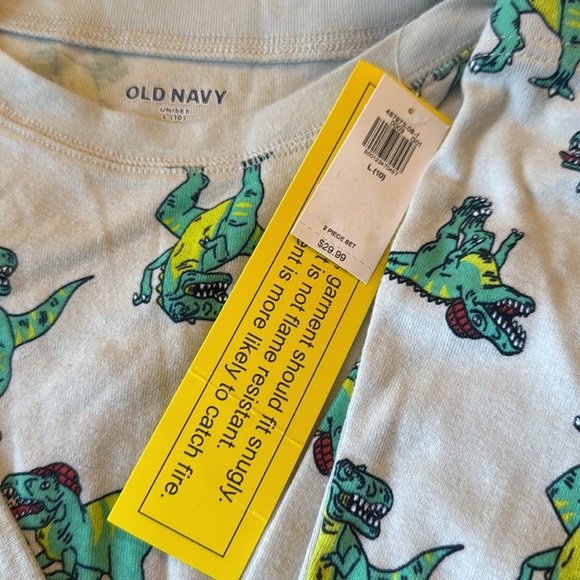 OLD NAVY
UNISEX
L (10)
L (10)
2 PIECE SET
$29.99
garment should fit snugly.
is not flame resistant.
is more likely to catch fire.